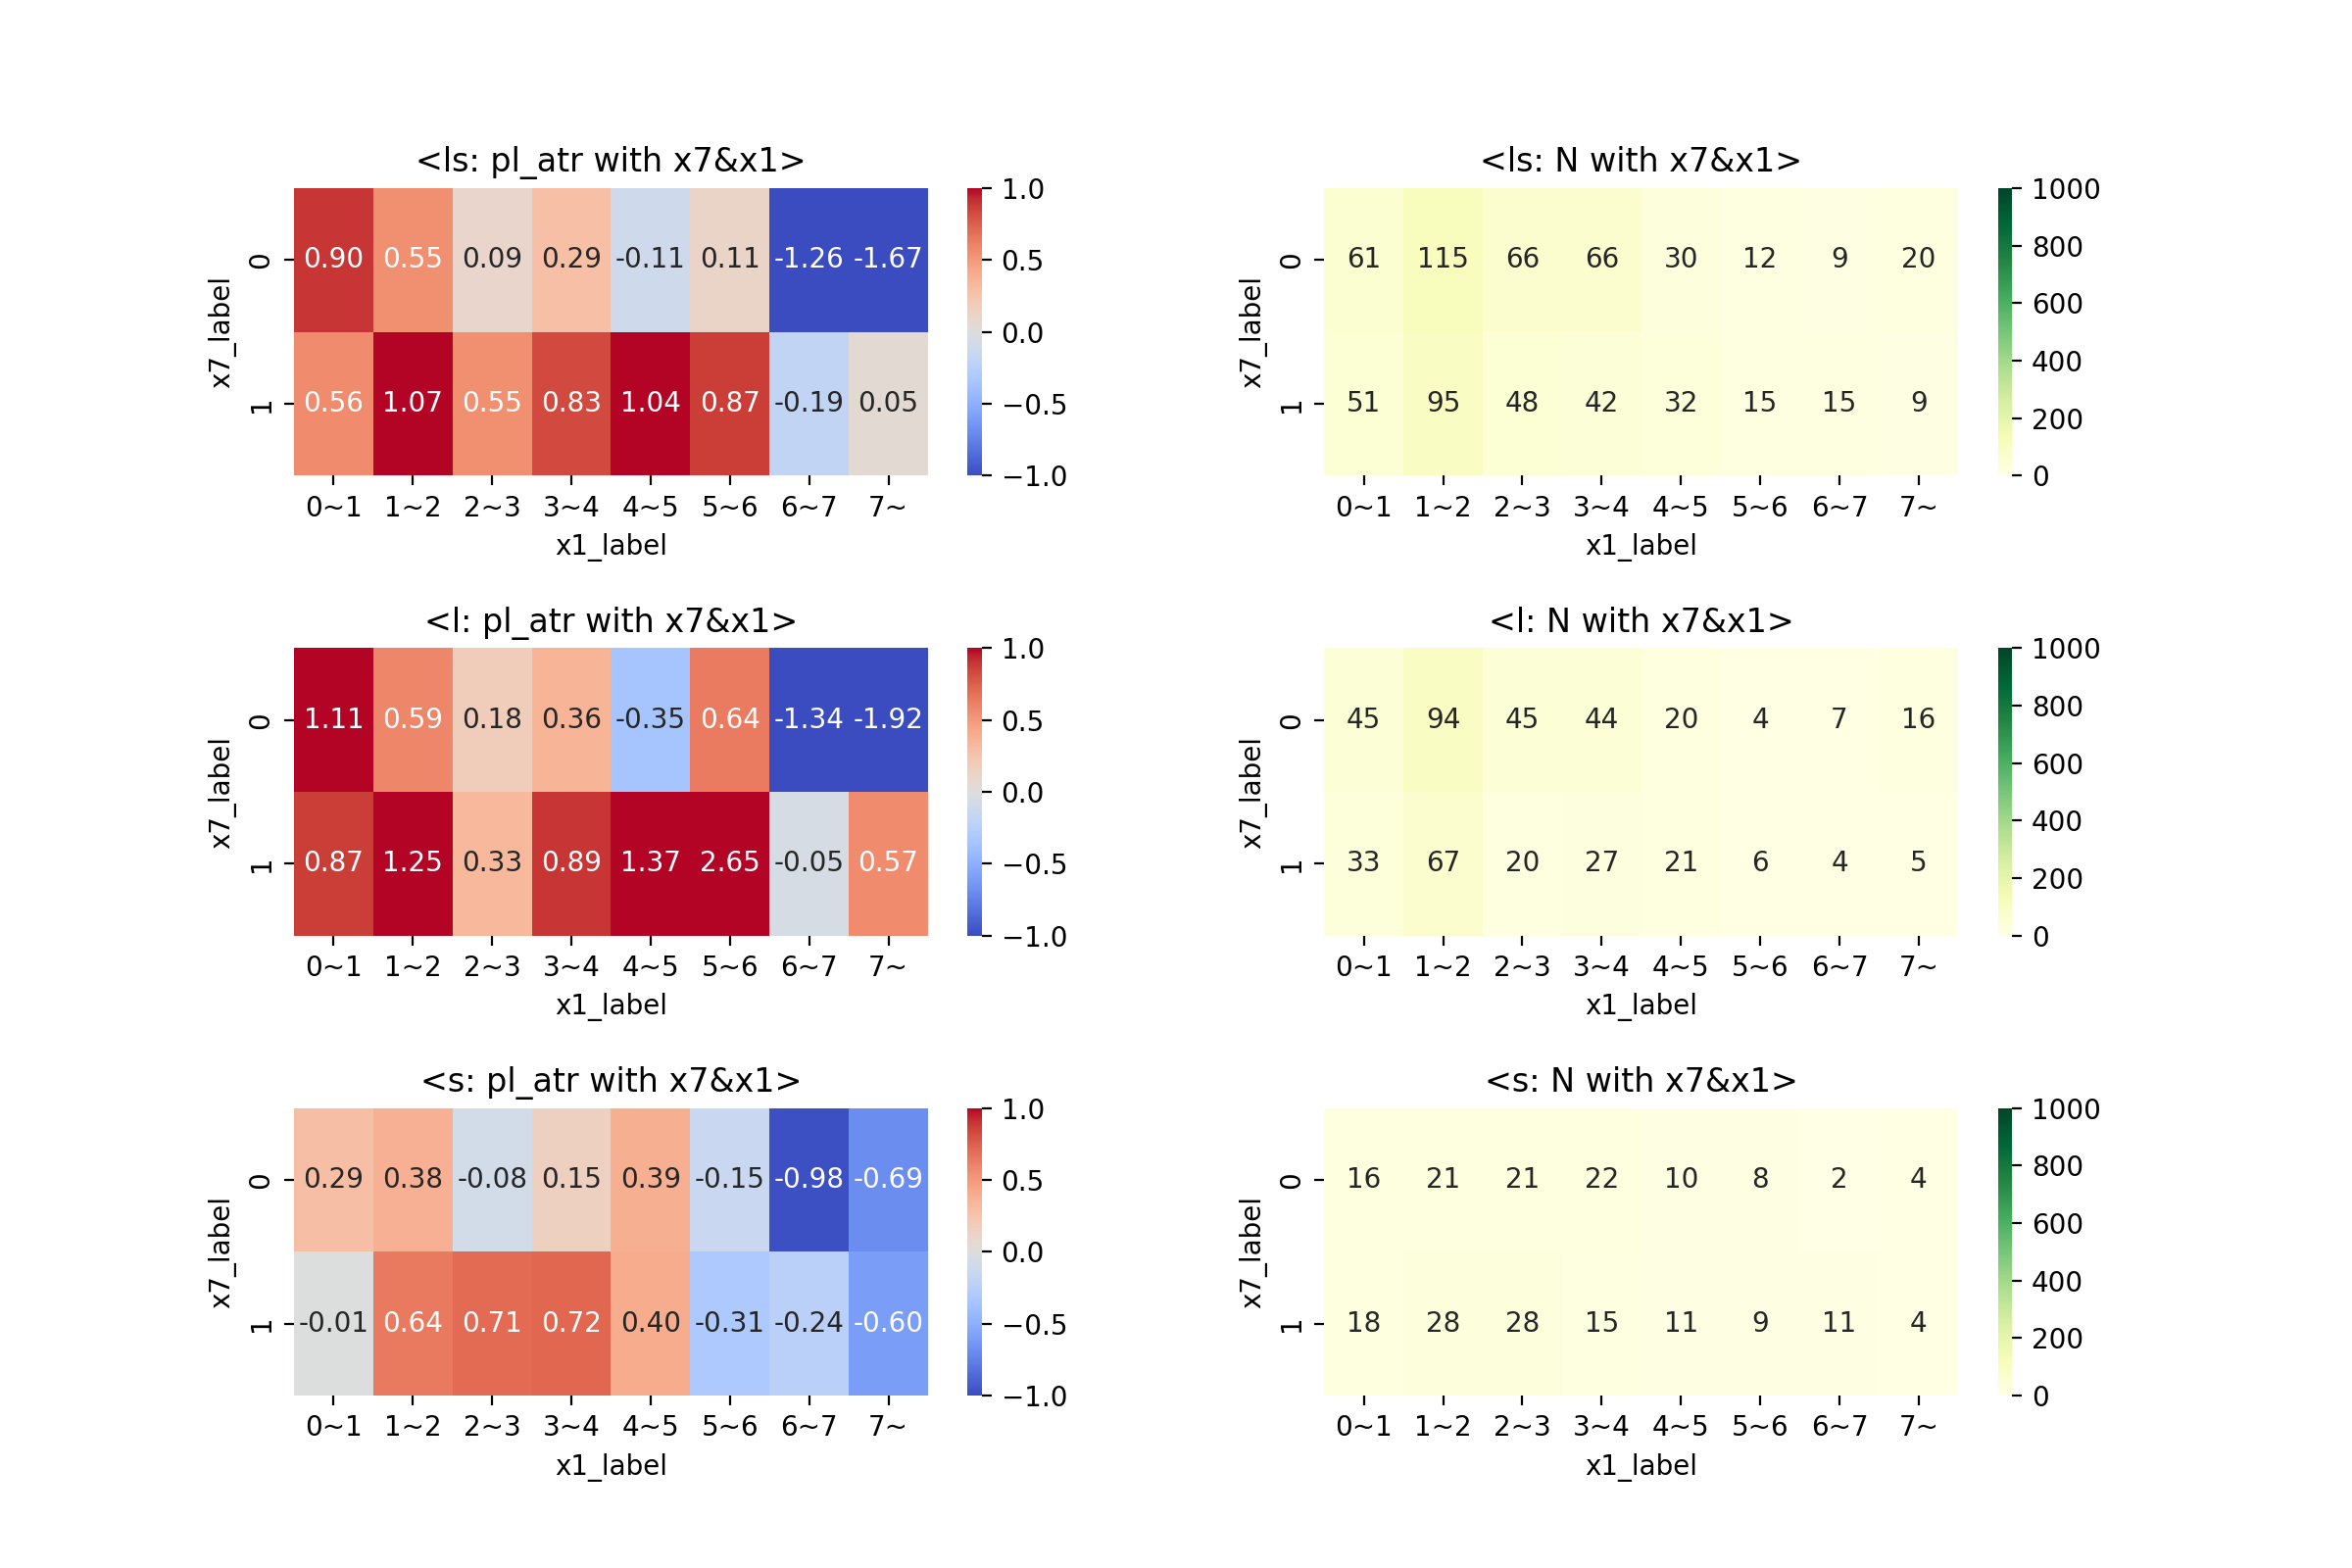 <ls: pl_atr with x7&x1>
x7_label
0 0.90 0.55 0.09 0.29 -0.11 0.11 -1.26 -1.67
1 0.56 1.07 0.55 0.83 1.04 0.87 -0.19 0.05
0~1 1~2 2~3 3~4 4~5 5~6 6~7 7~
x1_label
1.0
0.5
0.0
−0.5
−1.0
<ls: N with x7&x1>
x7_label
0 61 115 66 66 30 12 9 20
1 51 95 48 42 32 15 15 9
0~1 1~2 2~3 3~4 4~5 5~6 6~7 7~
x1_label
1000
800
600
400
200
0
<l: pl_atr with x7&x1>
x7_label
0 1.11 0.59 0.18 0.36 -0.35 0.64 -1.34 -1.92
1 0.87 1.25 0.33 0.89 1.37 2.65 -0.05 0.57
0~1 1~2 2~3 3~4 4~5 5~6 6~7 7~
x1_label
1.0
0.5
0.0
−0.5
−1.0
<l: N with x7&x1>
x7_label
0 45 94 45 44 20 4 7 16
1 33 67 20 27 21 6 4 5
0~1 1~2 2~3 3~4 4~5 5~6 6~7 7~
x1_label
1000
800
600
400
200
0
<s: pl_atr with x7&x1>
x7_label
0 0.29 0.38 -0.08 0.15 0.39 -0.15 -0.98 -0.69
1 -0.01 0.64 0.71 0.72 0.40 -0.31 -0.24 -0.60
0~1 1~2 2~3 3~4 4~5 5~6 6~7 7~
x1_label
1.0
0.5
0.0
−0.5
−1.0
<s: N with x7&x1>
x7_label
0 16 21 21 22 10 8 2 4
1 18 28 28 15 11 9 11 4
0~1 1~2 2~3 3~4 4~5 5~6 6~7 7~
x1_label
1000
800
600
400
200
0